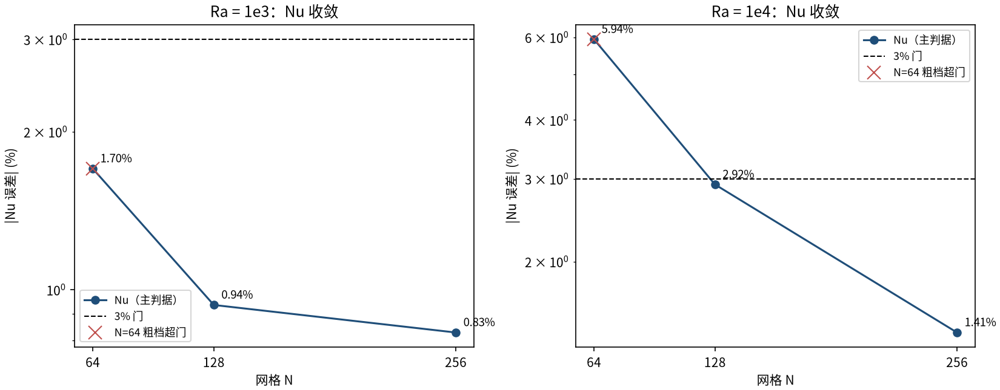 Ra = 1e3：Nu 收敛
|Nu 误差| (%)
3 × 10⁰
2 × 10⁰
10⁰
1.70%
0.94%
0.83%
Nu（主判据）
3% 门
N=64 粗档超门
64
128
256
网格 N
Ra = 1e4：Nu 收敛
|Nu 误差| (%)
6 × 10⁰
4 × 10⁰
3 × 10⁰
2 × 10⁰
5.94%
2.92%
1.41%
Nu（主判据）
3% 门
N=64 粗档超门
64
128
256
网格 N